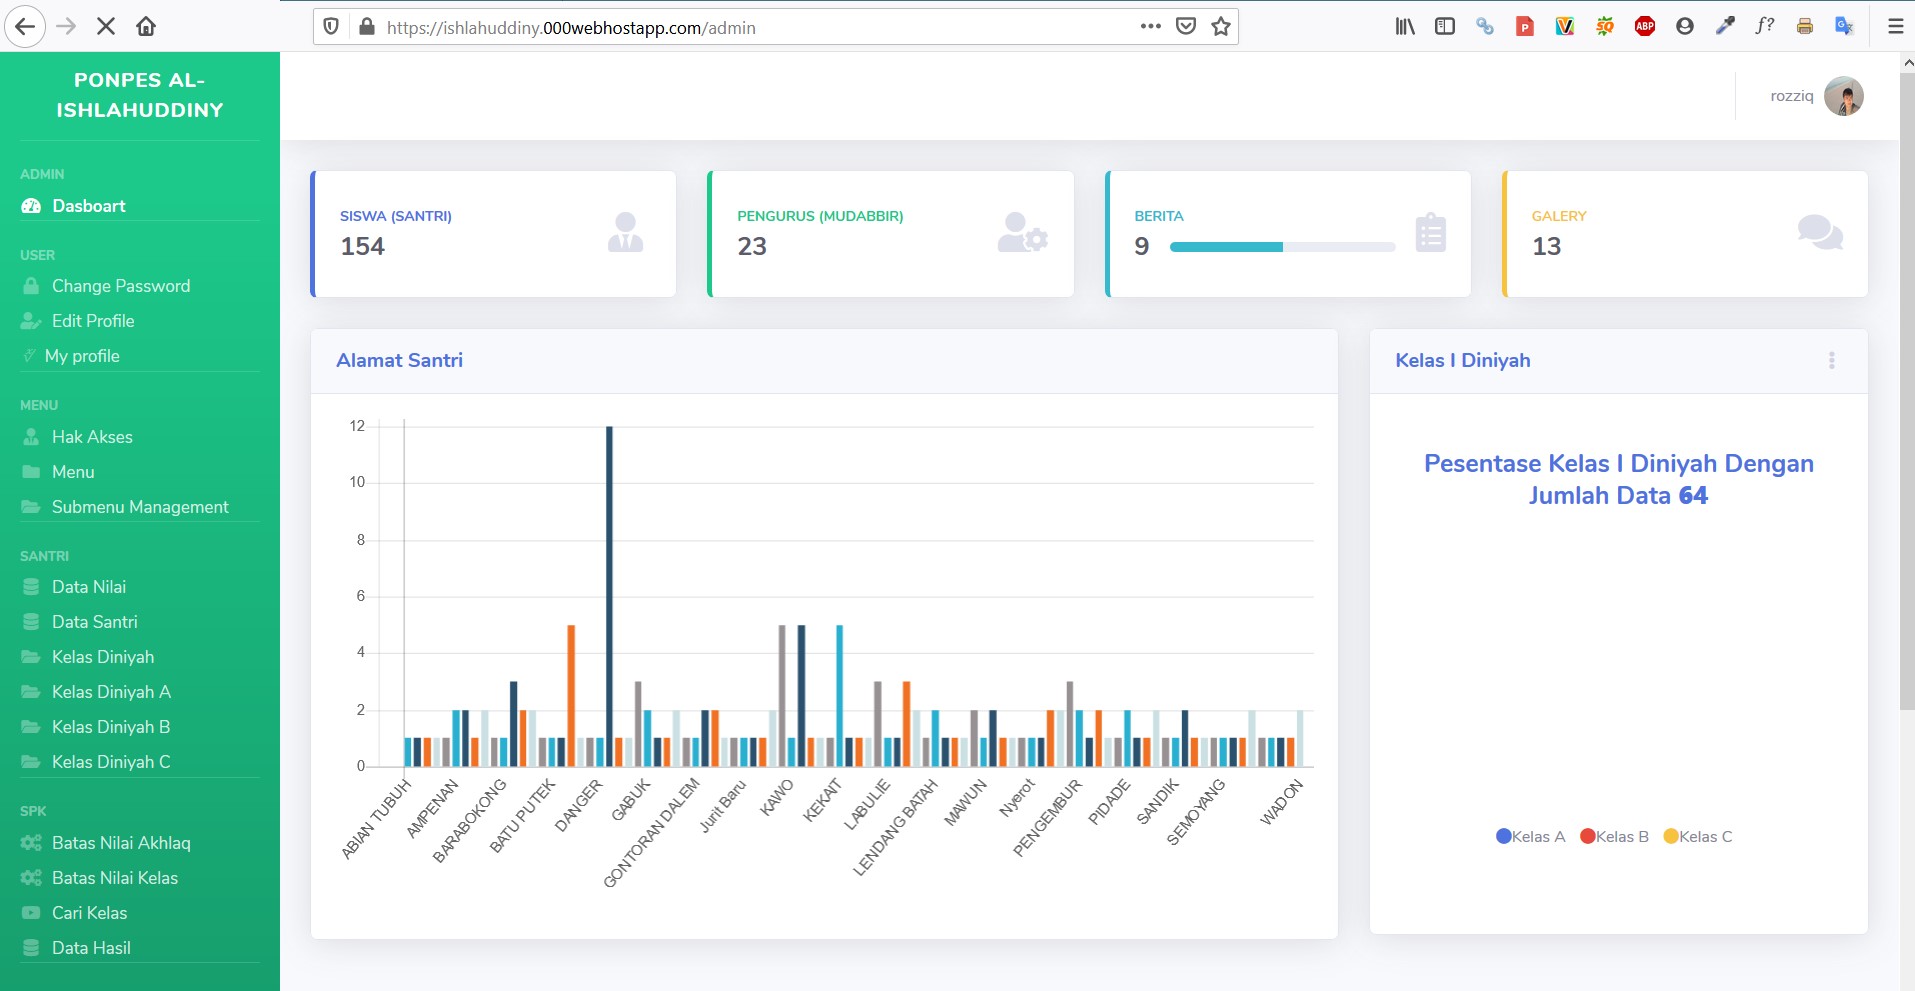 https://ishlahuddiny.000webhostapp.com/admin
ABP
f?
PONPES AL-
ISHLAHUDDINY
ADMIN
Dasboart
USER
Change Password
Edit Profile
My profile
MENU
Hak Akses
Menu
Submenu Management
SANTRI
Data Nilai
Data Santri
Kelas Diniyah
Kelas Diniyah A
Kelas Diniyah B
Kelas Diniyah C
SPK
Batas Nilai Akhlaq
Batas Nilai Kelas
Cari Kelas
Data Hasil
rozziq
SISWA (SANTRI)
154
PENGURUS (MUDABBIR)
23
BERITA
9
GALERY
13
Alamat Santri
12
10
8
6
4
2
0
ABIAN TUBUH
AMPENAN
BARABOKONG
BATU PUTEK
DANGER
GABUK
GONTORAN DALEM
Jurit Baru
KAWO
KEKAIT
LABULIE
LENDANG BATAH
MAWUN
Nyerot
PENGEMBUR
PIDADE
SANDIK
SEMOYANG
WADON
Kelas I Diniyah
Pesentase Kelas I Diniyah Dengan
Jumlah Data 64
Kelas A Kelas B Kelas C